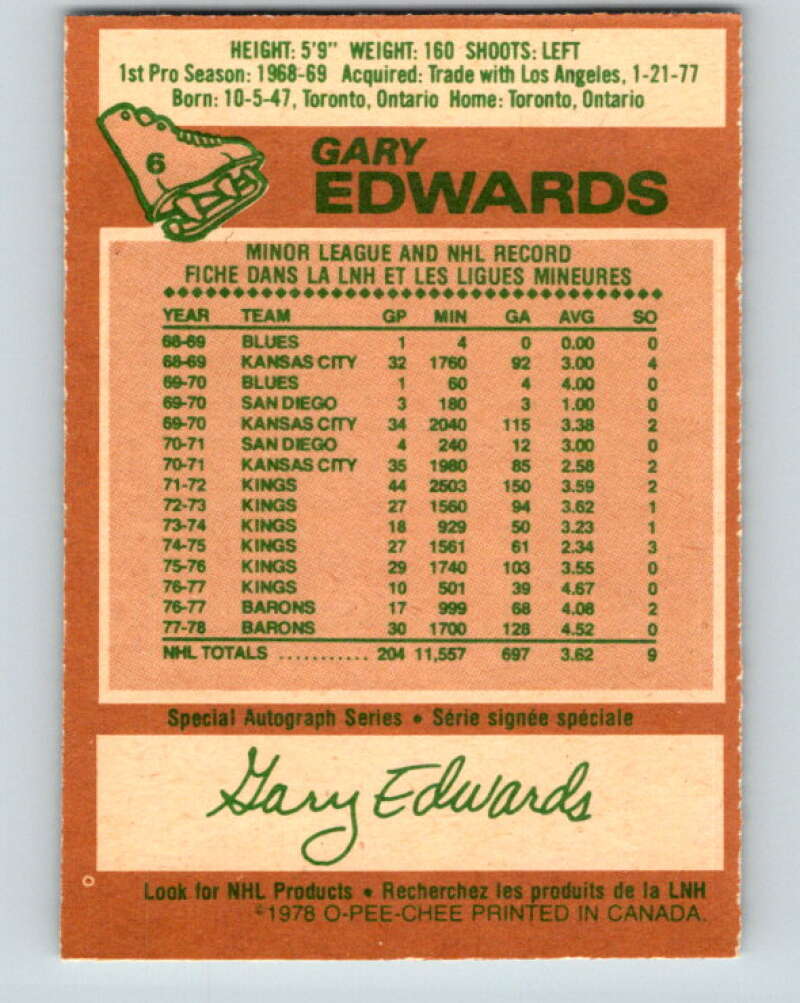 HEIGHT: 5'9" WEIGHT: 160 SHOOTS: LEFT
1st Pro Season: 1968-69 Acquired: Trade with Los Angeles, 1-21-77
Born: 10-5-47, Toronto, Ontario Home: Toronto, Ontario
6
GARY
EDWARDS
MINOR LEAGUE AND NHL RECORD
FICHE DANS LA LNH ET LES LIGUES MINEURES
YEAR TEAM GP MIN GA AVG SO
68-69 BLUES 1 4 0 0.00 0
68-69 KANSAS CITY 32 1760 92 3.00 4
69-70 BLUES 1 60 4 4.00 0
69-70 SAN DIEGO 3 180 3 1.00 0
69-70 KANSAS CITY 34 2040 115 3.38 2
70-71 SAN DIEGO 4 240 12 3.00 0
70-71 KANSAS CITY 35 1980 85 2.58 2
71-72 KINGS 44 2503 150 3.59 2
72-73 KINGS 27 1560 94 3.62 1
73-74 KINGS 18 929 50 3.23 1
74-75 KINGS 27 1561 61 2.34 3
75-76 KINGS 29 1740 103 3.55 0
76-77 KINGS 10 501 39 4.67 0
76-77 BARONS 17 999 68 4.08 2
77-78 BARONS 30 1700 128 4.52 0
NHL TOTALS ........... 204 11,557 697 3.62 9
Special Autograph Series • Série signée spéciale
Gary Edwards
Look for NHL Products • Recherchez les produits de la LNH
©1978 O-PEE-CHEE PRINTED IN CANADA.